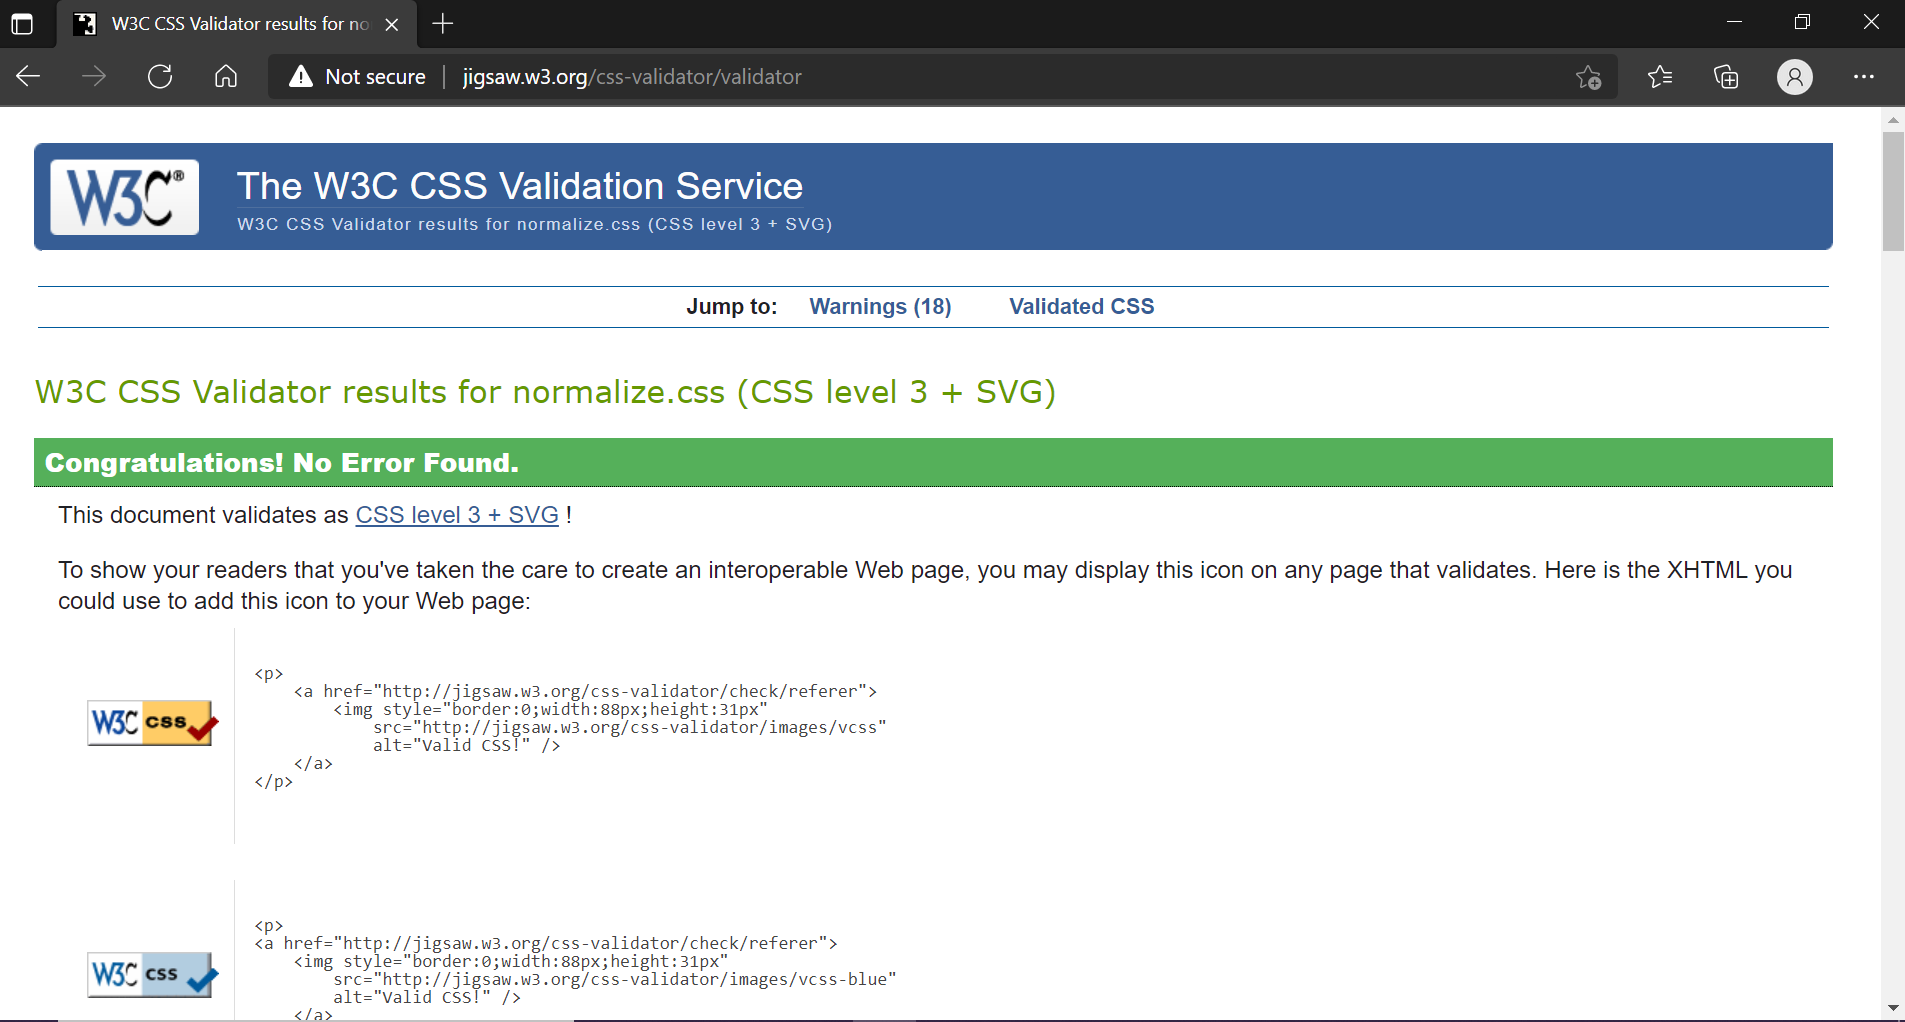 W3C CSS Validator results for no
Not secure
jigsaw.w3.org/css-validator/validator
W3C®
The W3C CSS Validation Service
W3C CSS Validator results for normalize.css (CSS level 3 + SVG)
Jump to: Warnings (18) Validated CSS
W3C CSS Validator results for normalize.css (CSS level 3 + SVG)
Congratulations! No Error Found.
This document validates as CSS level 3 + SVG !
To show your readers that you've taken the care to create an interoperable Web page, you may display this icon on any page that validates. Here is the XHTML you
could use to add this icon to your Web page:
W3C css
<p>
    <a href="http://jigsaw.w3.org/css-validator/check/referer">
        <img style="border:0;width:88px;height:31px"
            src="http://jigsaw.w3.org/css-validator/images/vcss"
            alt="Valid CSS!" />
    </a>
</p>
W3C css
<p>
<a href="http://jigsaw.w3.org/css-validator/check/referer">
    <img style="border:0;width:88px;height:31px"
        src="http://jigsaw.w3.org/css-validator/images/vcss-blue"
        alt="Valid CSS!" />
    </a>